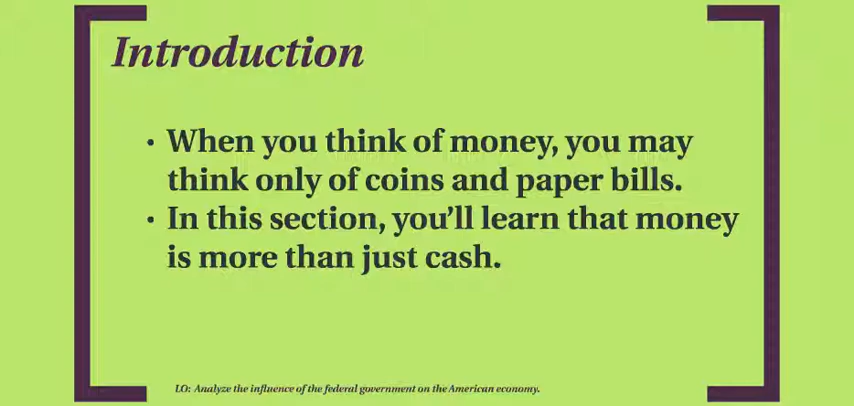 Introduction
• When you think of money, you may
think only of coins and paper bills.
• In this section, you’ll learn that money
is more than just cash.
LO: Analyze the influence of the federal government on the American economy.